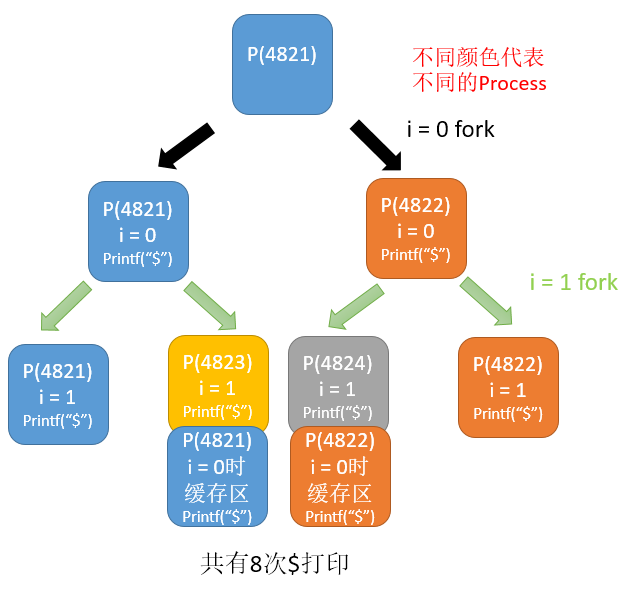 P(4821)
不同颜色代表
不同的Process
i = 0 fork
P(4821)
i = 0
Printf(“$”)
P(4822)
i = 0
Printf(“$”)
i = 1 fork
P(4821)
i = 1
Printf(“$”)
P(4823)
i = 1
Printf(“$”)
P(4824)
i = 1
Printf(“$”)
P(4822)
i = 1
Printf(“$”)
P(4821)
i = 0时
缓存区
Printf(“$”)
P(4822)
i = 0时
缓存区
Printf(“$”)
共有8次$打印